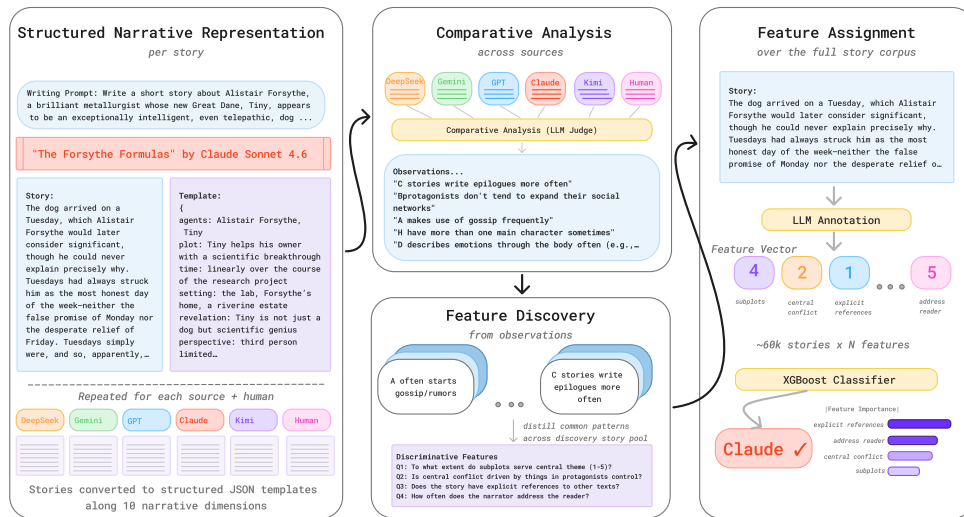 Structured Narrative Representation
per story
Writing Prompt: Write a short story about Alistair Forsythe,
a brilliant metallurgist whose new Great Dane, Tiny, appears
to be an exceptionally intelligent, even telepathic, dog ...
"The Forsythe Formulas" by Claude Sonnet 4.6
Story:
The dog arrived on a
Tuesday, which Alistair
Forsythe would later
consider significant,
though he could never
explain precisely why.
Tuesdays had always struck
him as the most honest day
of the week—neither the
false promise of Monday nor
the desperate relief of
Friday. Tuesdays simply
were, and so, apparently,…
Template:
{
agents: Alistair Forsythe,
Tiny
plot: Tiny helps his owner
with a scientific breakthrough
time: linearly over the course
of the research project
setting: the lab, Forsythe's
home, a riverine estate
revelation: Tiny is not just a
dog but scientific genius
perspective: third person
limited…
Repeated for each source + human
DeepSeek
Gemini
GPT
Claude
Kimi
Human
Stories converted to structured JSON templates
along 10 narrative dimensions
Comparative Analysis
across sources
DeepSeek
Gemini
GPT
Claude
Kimi
Human
Comparative Analysis (LLM Judge)
Observations...
"C stories write epilogues more often"
"Bprotagonists don't tend to expand their social
networks"
"A makes use of gossip frequently"
"H have more than one main character sometimes"
"D describes emotions through the body often (e.g.,…
Feature Discovery
from observations
A often starts
gossip/rumors
C stories write
epilogues more
often
distill common patterns
across discovery story pool
Discriminative Features
Q1: To what extent do subplots serve central theme (1-5)?
Q2: Is central conflict driven by things in protagonists control?
Q3: Does the story have explicit references to other texts?
Q4: How often does the narrator address the reader?
Feature Assignment
over the full story corpus
Story:
The dog arrived on a Tuesday, which Alistair
Forsythe would later consider significant,
though he could never explain precisely why.
Tuesdays had always struck him as the most
honest day of the week—neither the false
promise of Monday nor the desperate relief o…
LLM Annotation
Feature Vector
4
2
1
5
subplots
central
conflict
explicit
references
address
reader
~60k stories x N features
XGBoost Classifier
Claude ✓
|Feature Importance|
explicit references
address reader
central conflict
subplots